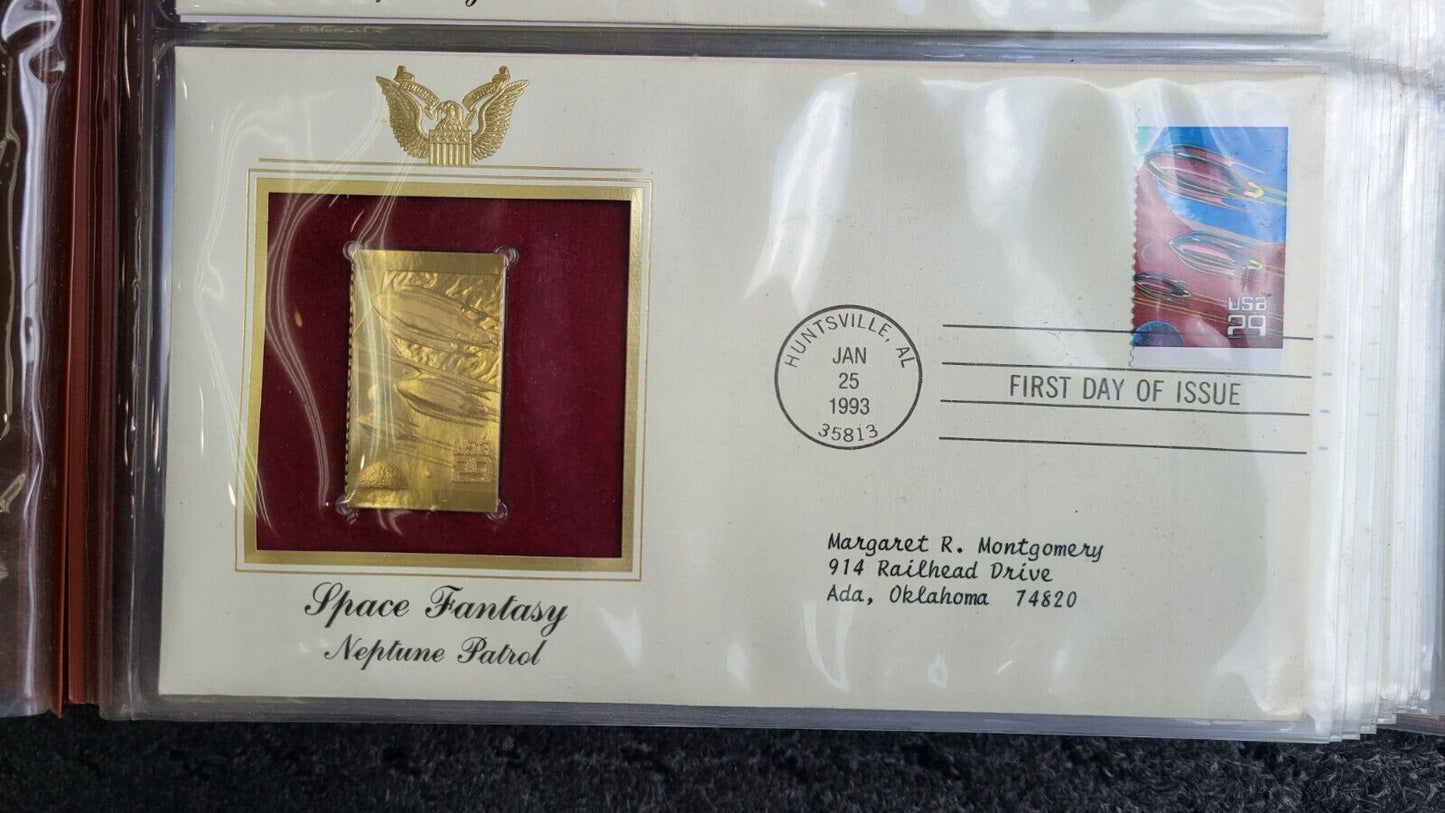 HUNTSVILLE, AL
JAN
25
1993
35813
USA
29
FIRST DAY OF ISSUE
Margaret R. Montgomery
914 Railhead Drive
Ada, Oklahoma 74820
Space Fantasy
Neptune Patrol